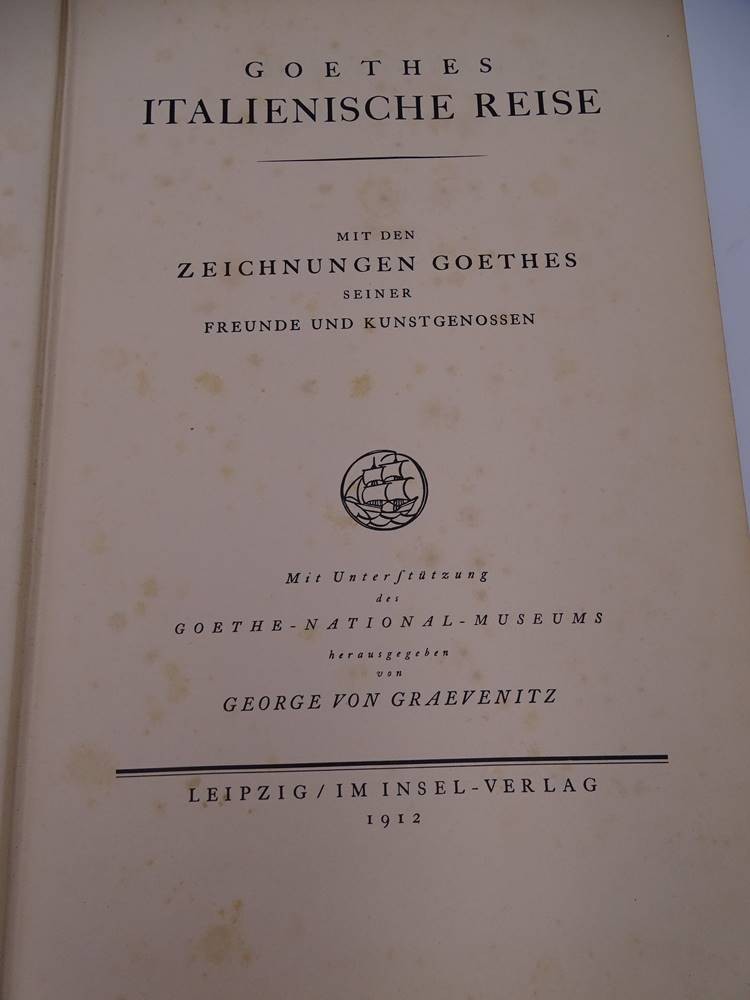 GOETHES
ITALIENISCHE REISE
MIT DEN
ZEICHNUNGEN GOETHES
SEINER
FREUNDE UND KUNSTGENOSSEN
Mit Unterſtützung
des
GOETHE-NATIONAL-MUSEUMS
herausgegeben
von
GEORGE VON GRAEVENITZ
LEIPZIG / IM INSEL-VERLAG
1912